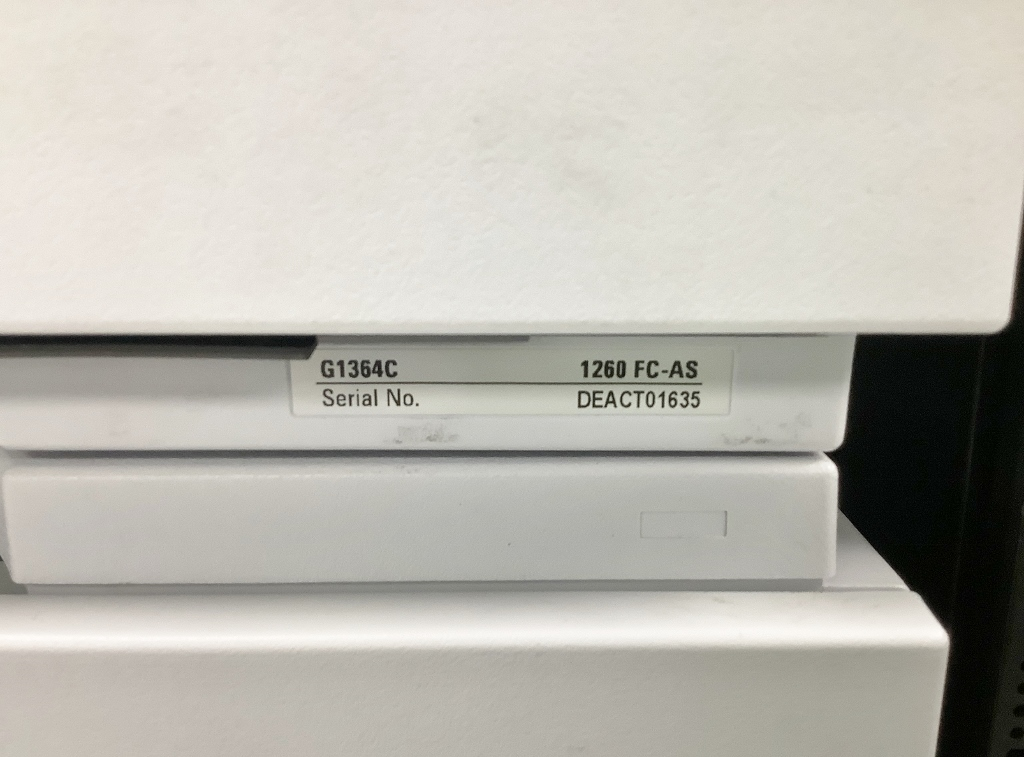 G1364C 1260 FC-AS
Serial No. DEACT01635